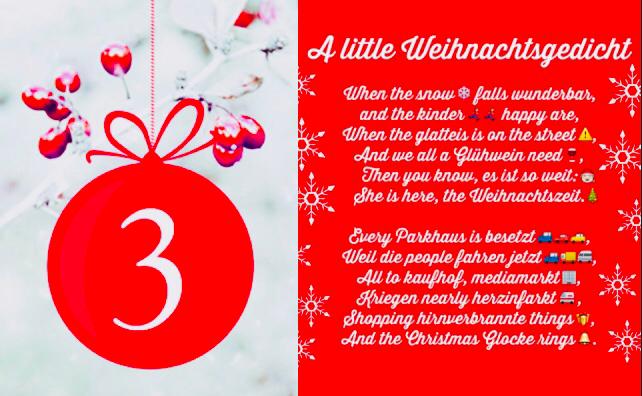 3
A little Weihnachtsgedicht
When the snow ❄ falls wunderbar,
and the kinder happy are,
When the glatteis is on the street ⚠️,
And we all a Glühwein need 🍷,
Then you know, es ist so weit: 🎅
She is here, the Weihnachtszeit. 🎄
Every Parkhaus is besetzt 🚙🚗🚕,
Weil die people fahren jetzt 🚙🚛🚐,
All to kaufhof, mediamarkt 🏢,
Kriegen nearly herzinfarkt 🚑,
Shopping hirnverbrannte things 🏆,
And the Christmas Glocke rings 🔔.